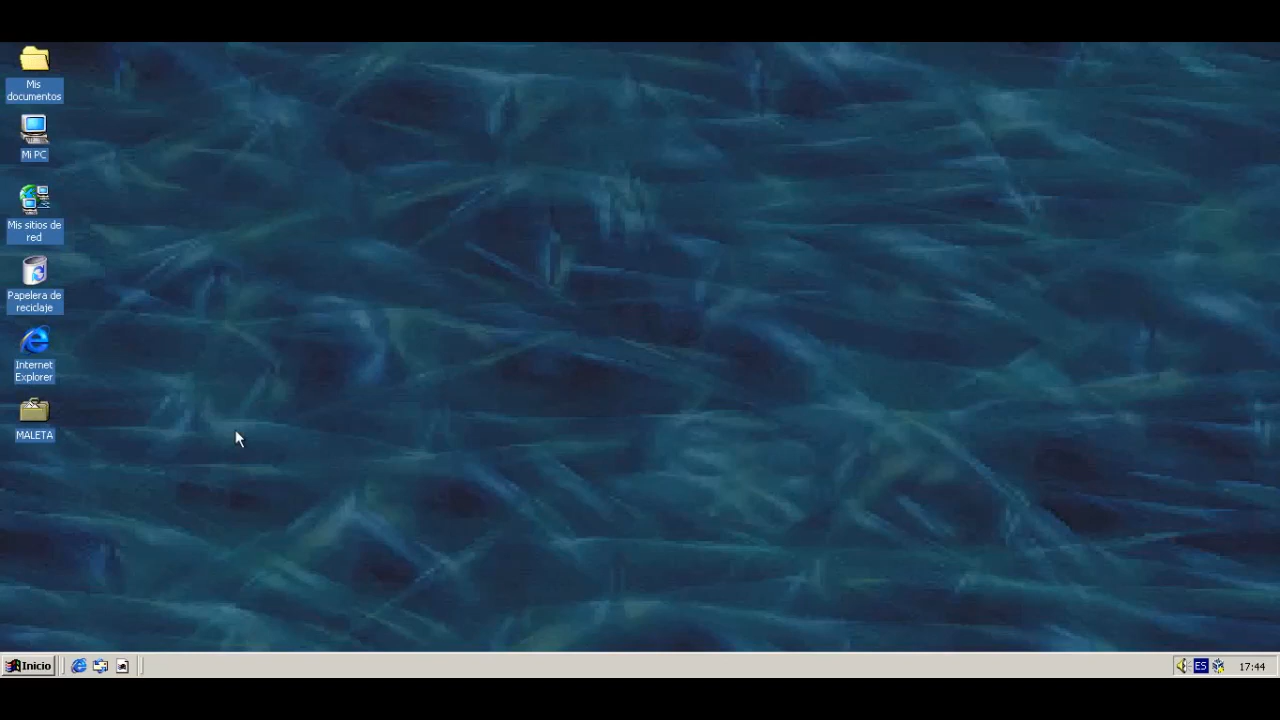 Mis
documentos
Mi PC
Mis sitios de
red
Papelera de
reciclaje
Internet
Explorer
MALETA
Inicio
ES
17:44